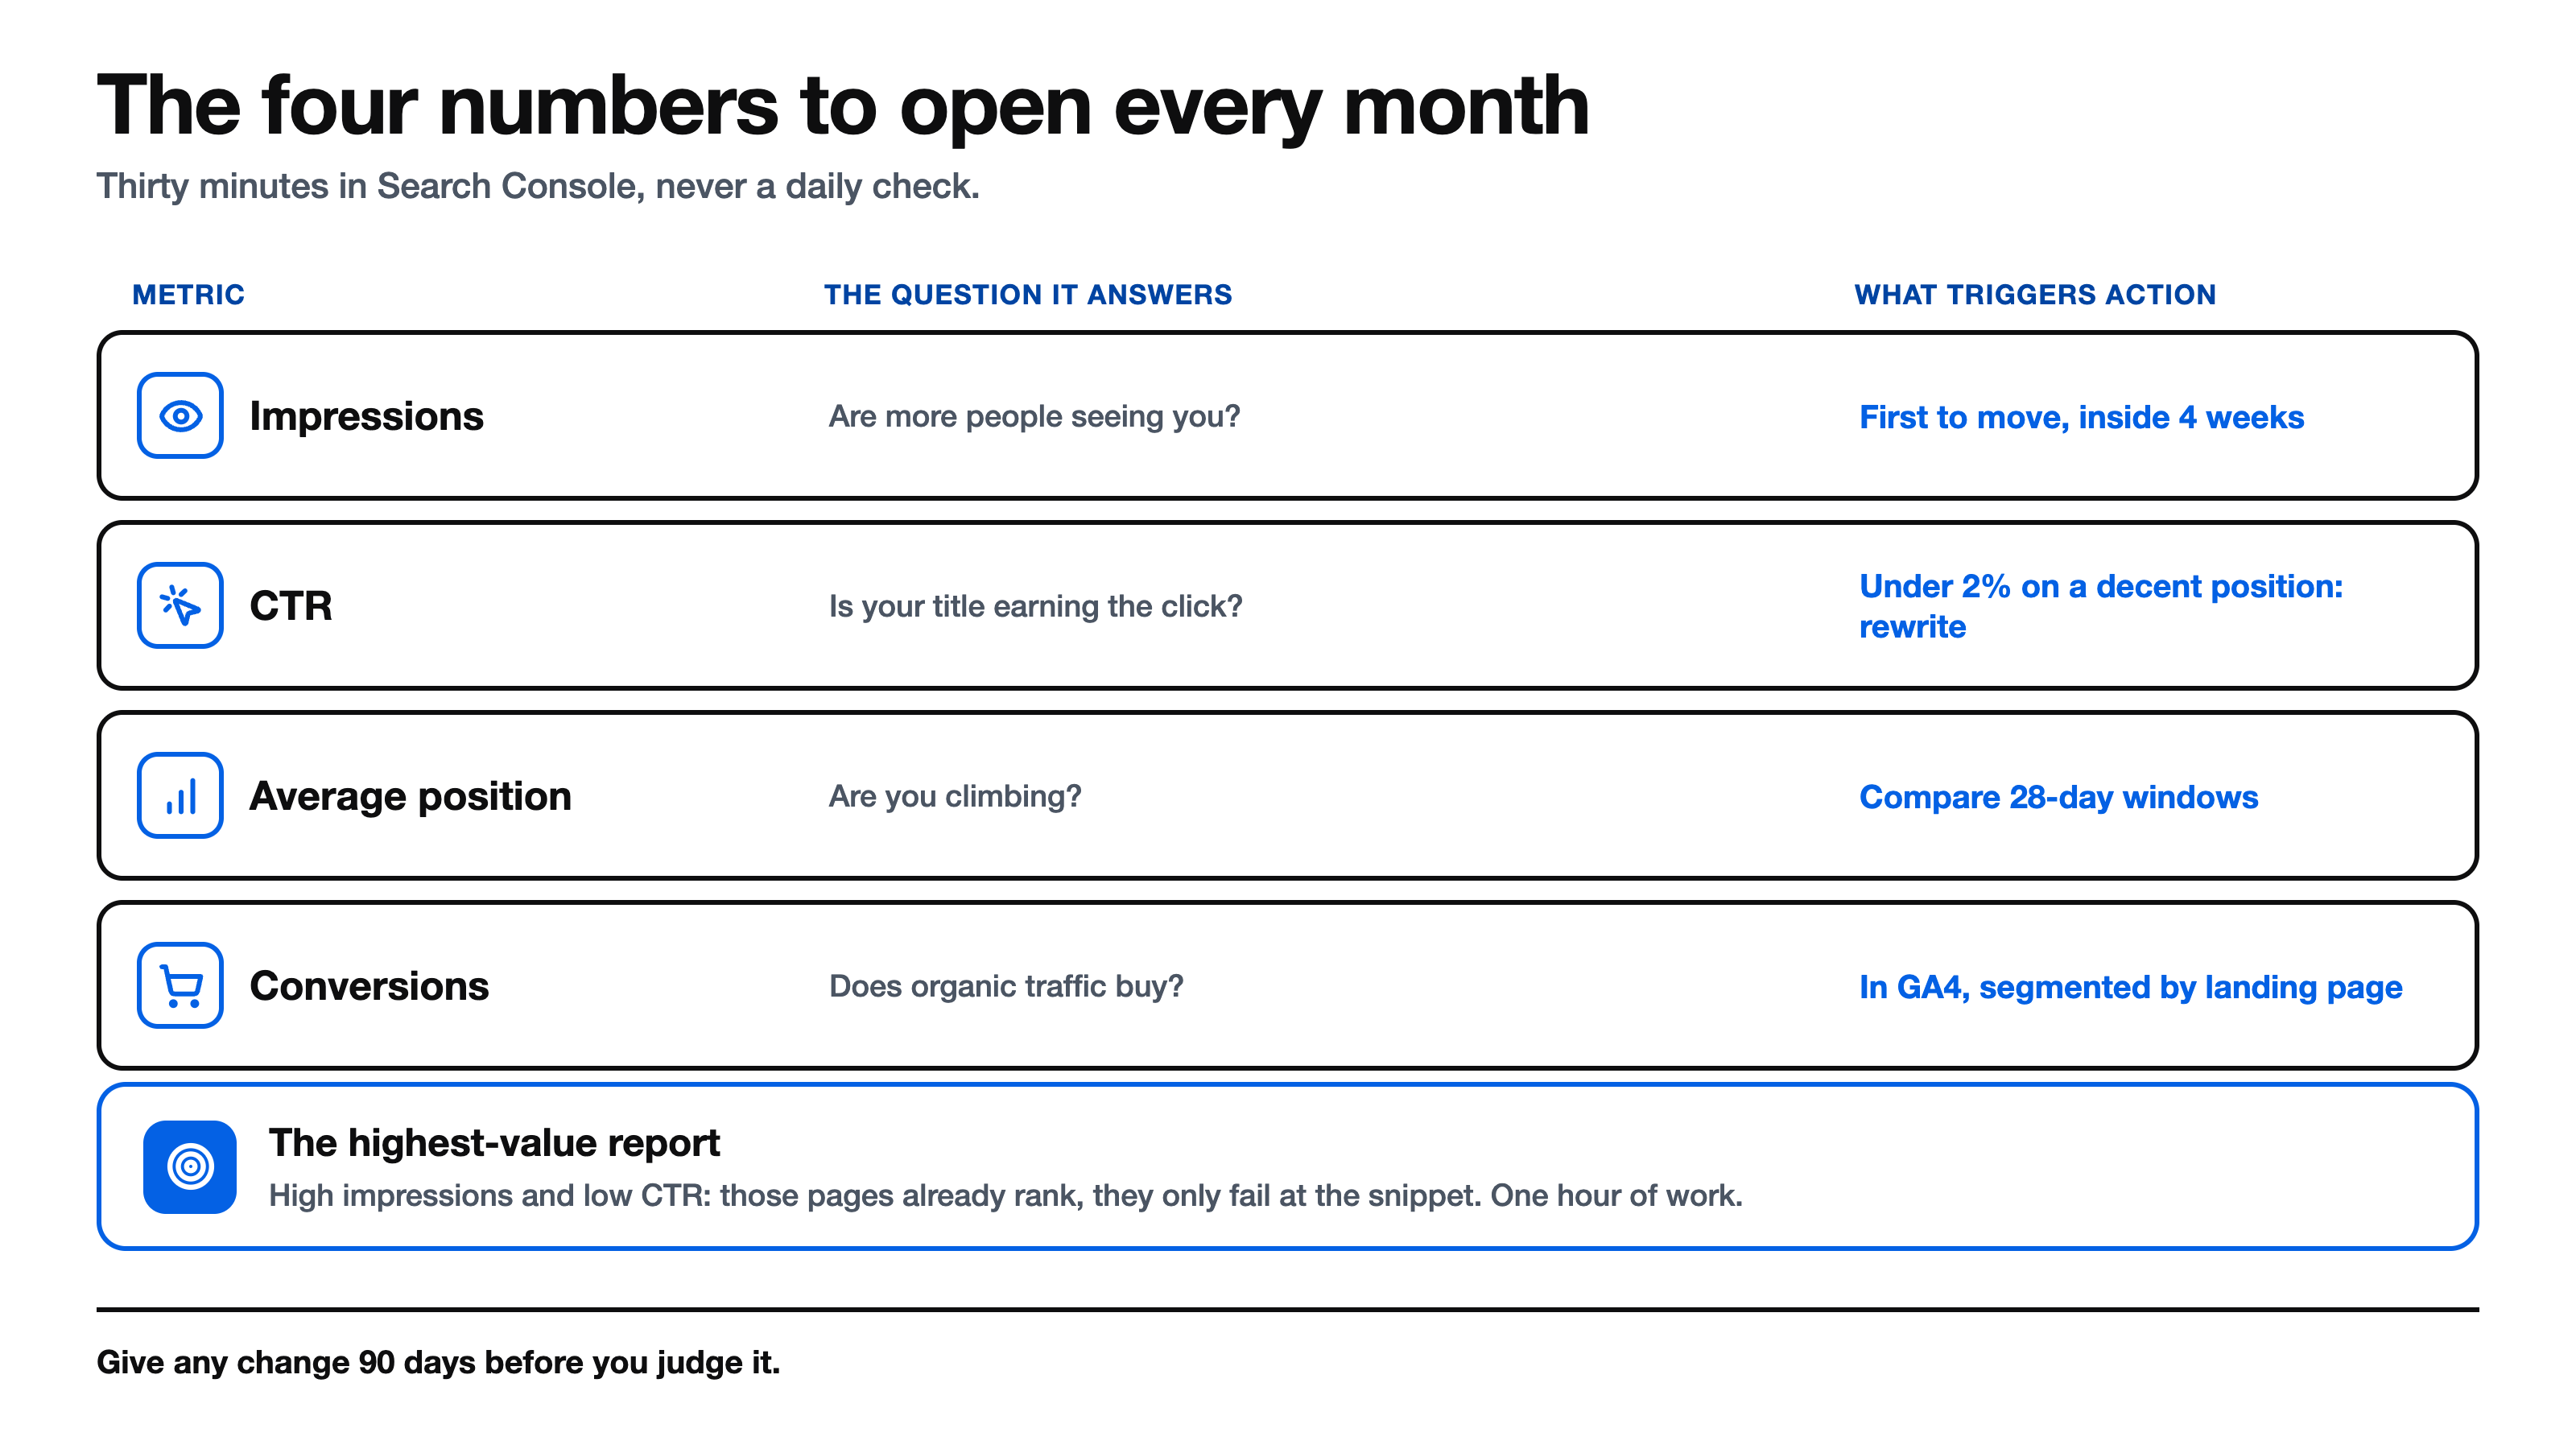 The four numbers to open every month
Thirty minutes in Search Console, never a daily check.
METRIC
THE QUESTION IT ANSWERS
WHAT TRIGGERS ACTION
Impressions
Are more people seeing you?
First to move, inside 4 weeks
CTR
Is your title earning the click?
Under 2% on a decent position:
rewrite
Average position
Are you climbing?
Compare 28-day windows
Conversions
Does organic traffic buy?
In GA4, segmented by landing page
The highest-value report
High impressions and low CTR: those pages already rank, they only fail at the snippet. One hour of work.
Give any change 90 days before you judge it.